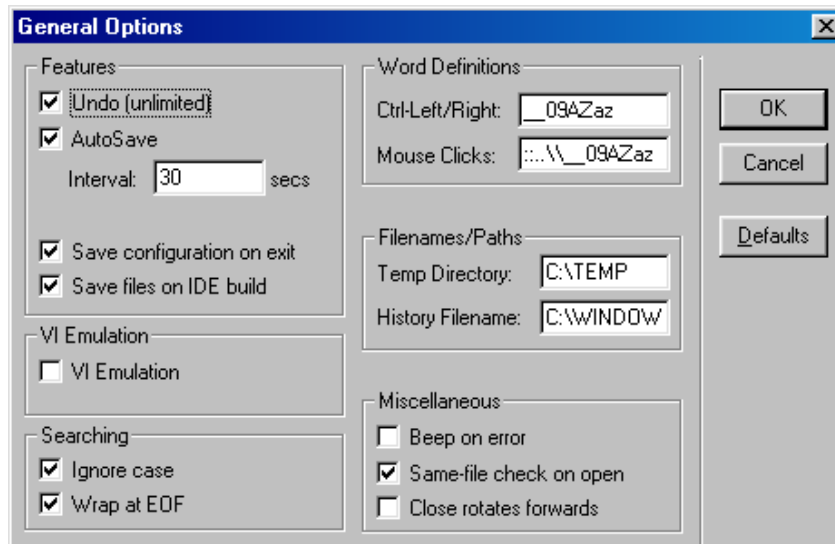 General Options
Features
Undo (unlimited)
AutoSave
Interval: 30 secs
Save configuration on exit
Save files on IDE build
VI Emulation
VI Emulation
Searching
Ignore case
Wrap at EOF
Word Definitions
Ctrl-Left/Right: __09AZaz
Mouse Clicks: ::..\\__09AZaz
Filenames/Paths
Temp Directory: C:\TEMP
History Filename: C:\WINDOW
Miscellaneous
Beep on error
Same-file check on open
Close rotates forwards
OK
Cancel
Defaults